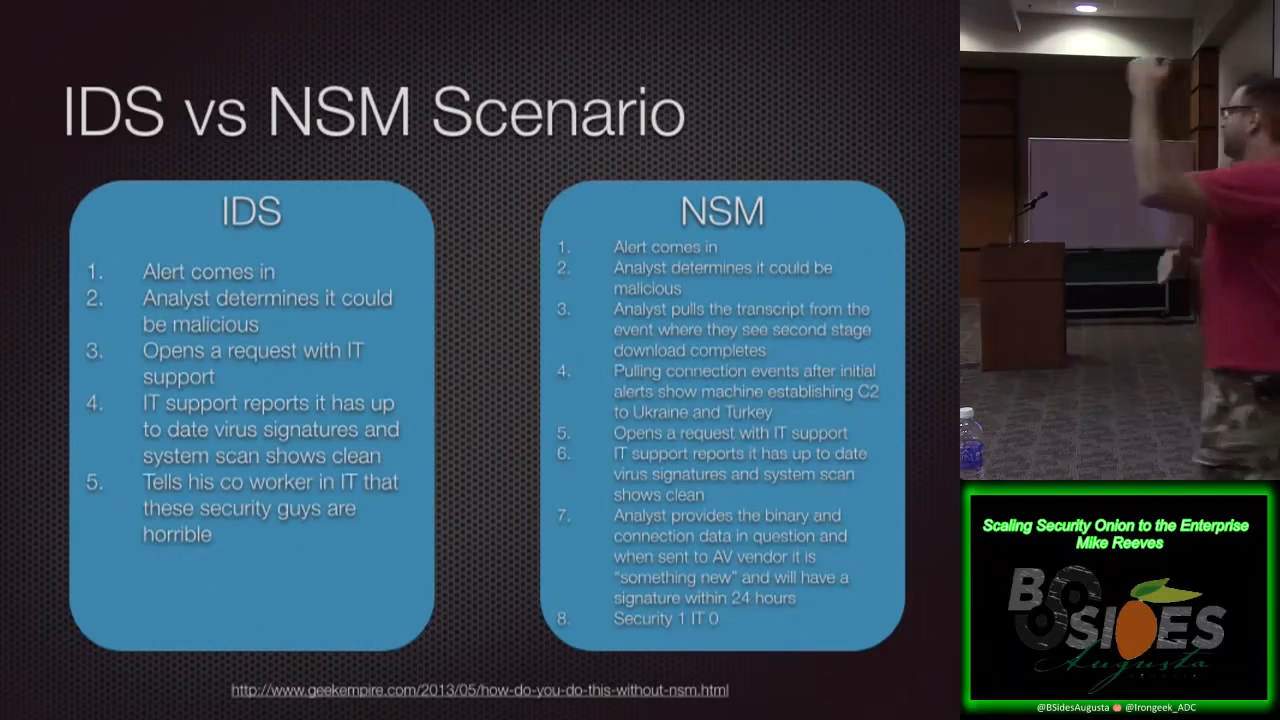 IDS vs NSM Scenario
IDS
1. Alert comes in
2. Analyst determines it could
be malicious
3. Opens a request with IT
support
4. IT support reports it has up
to date virus signatures and
system scan shows clean
5. Tells his co worker in IT that
these security guys are
horrible
NSM
1. Alert comes in
2. Analyst determines it could be
malicious
3. Analyst pulls the transcript from the
event where they see second stage
download completes
4. Pulling connection events after initial
alerts show machine establishing C2
to Ukraine and Turkey
5. Opens a request with IT support
6. IT support reports it has up to date
virus signatures and system scan
shows clean
7. Analyst provides the binary and
connection data in question and
when sent to AV vendor it is
“something new” and will have a
signature within 24 hours
8. Security 1 IT 0
http://www.geekempire.com/2013/05/how-do-you-do-this-without-nsm.html
Scaling Security Onion to the Enterprise
Mike Reeves
BSIDES
Augusta
@BSidesAugusta @Irongeek_ADC